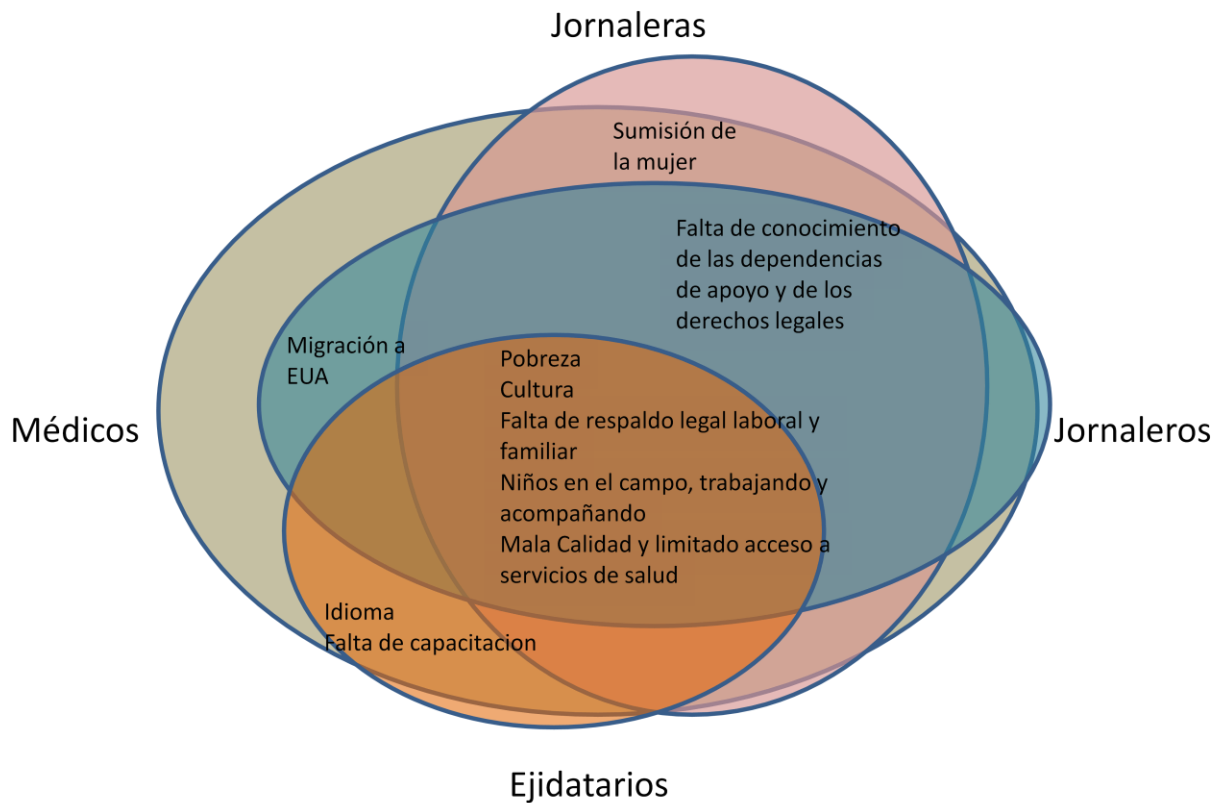 Jornaleras
Sumisión de
la mujer
Falta de conocimiento
de las dependencias
de apoyo y de los
derechos legales
Migración a
EUA
Pobreza
Cultura
Falta de respaldo legal laboral y
familiar
Niños en el campo, trabajando y
acompañando
Mala Calidad y limitado acceso a
servicios de salud
Médicos
Jornaleros
Idioma
Falta de capacitacion
Ejidatarios